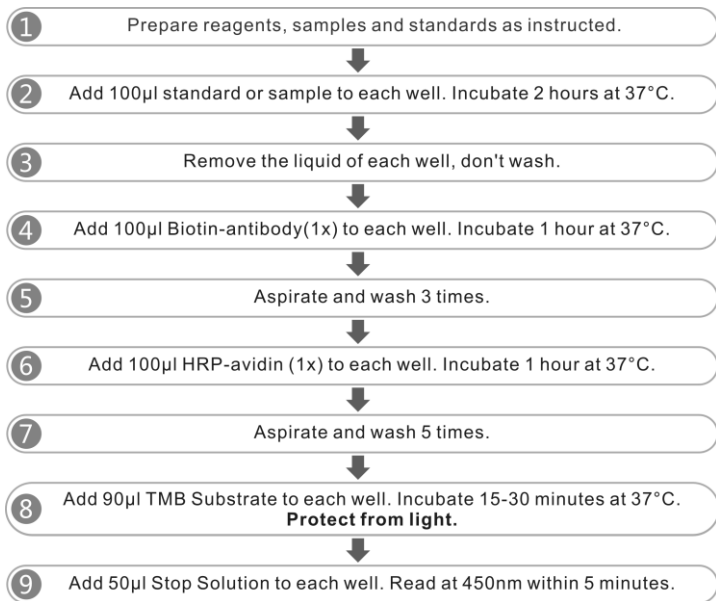 1 Prepare reagents, samples and standards as instructed.
2 Add 100µl standard or sample to each well. Incubate 2 hours at 37°C.
3 Remove the liquid of each well, don't wash.
4 Add 100µl Biotin-antibody(1x) to each well. Incubate 1 hour at 37°C.
5 Aspirate and wash 3 times.
6 Add 100µl HRP-avidin (1x) to each well. Incubate 1 hour at 37°C.
7 Aspirate and wash 5 times.
8 Add 90µl TMB Substrate to each well. Incubate 15-30 minutes at 37°C.
Protect from light.
9 Add 50µl Stop Solution to each well. Read at 450nm within 5 minutes.